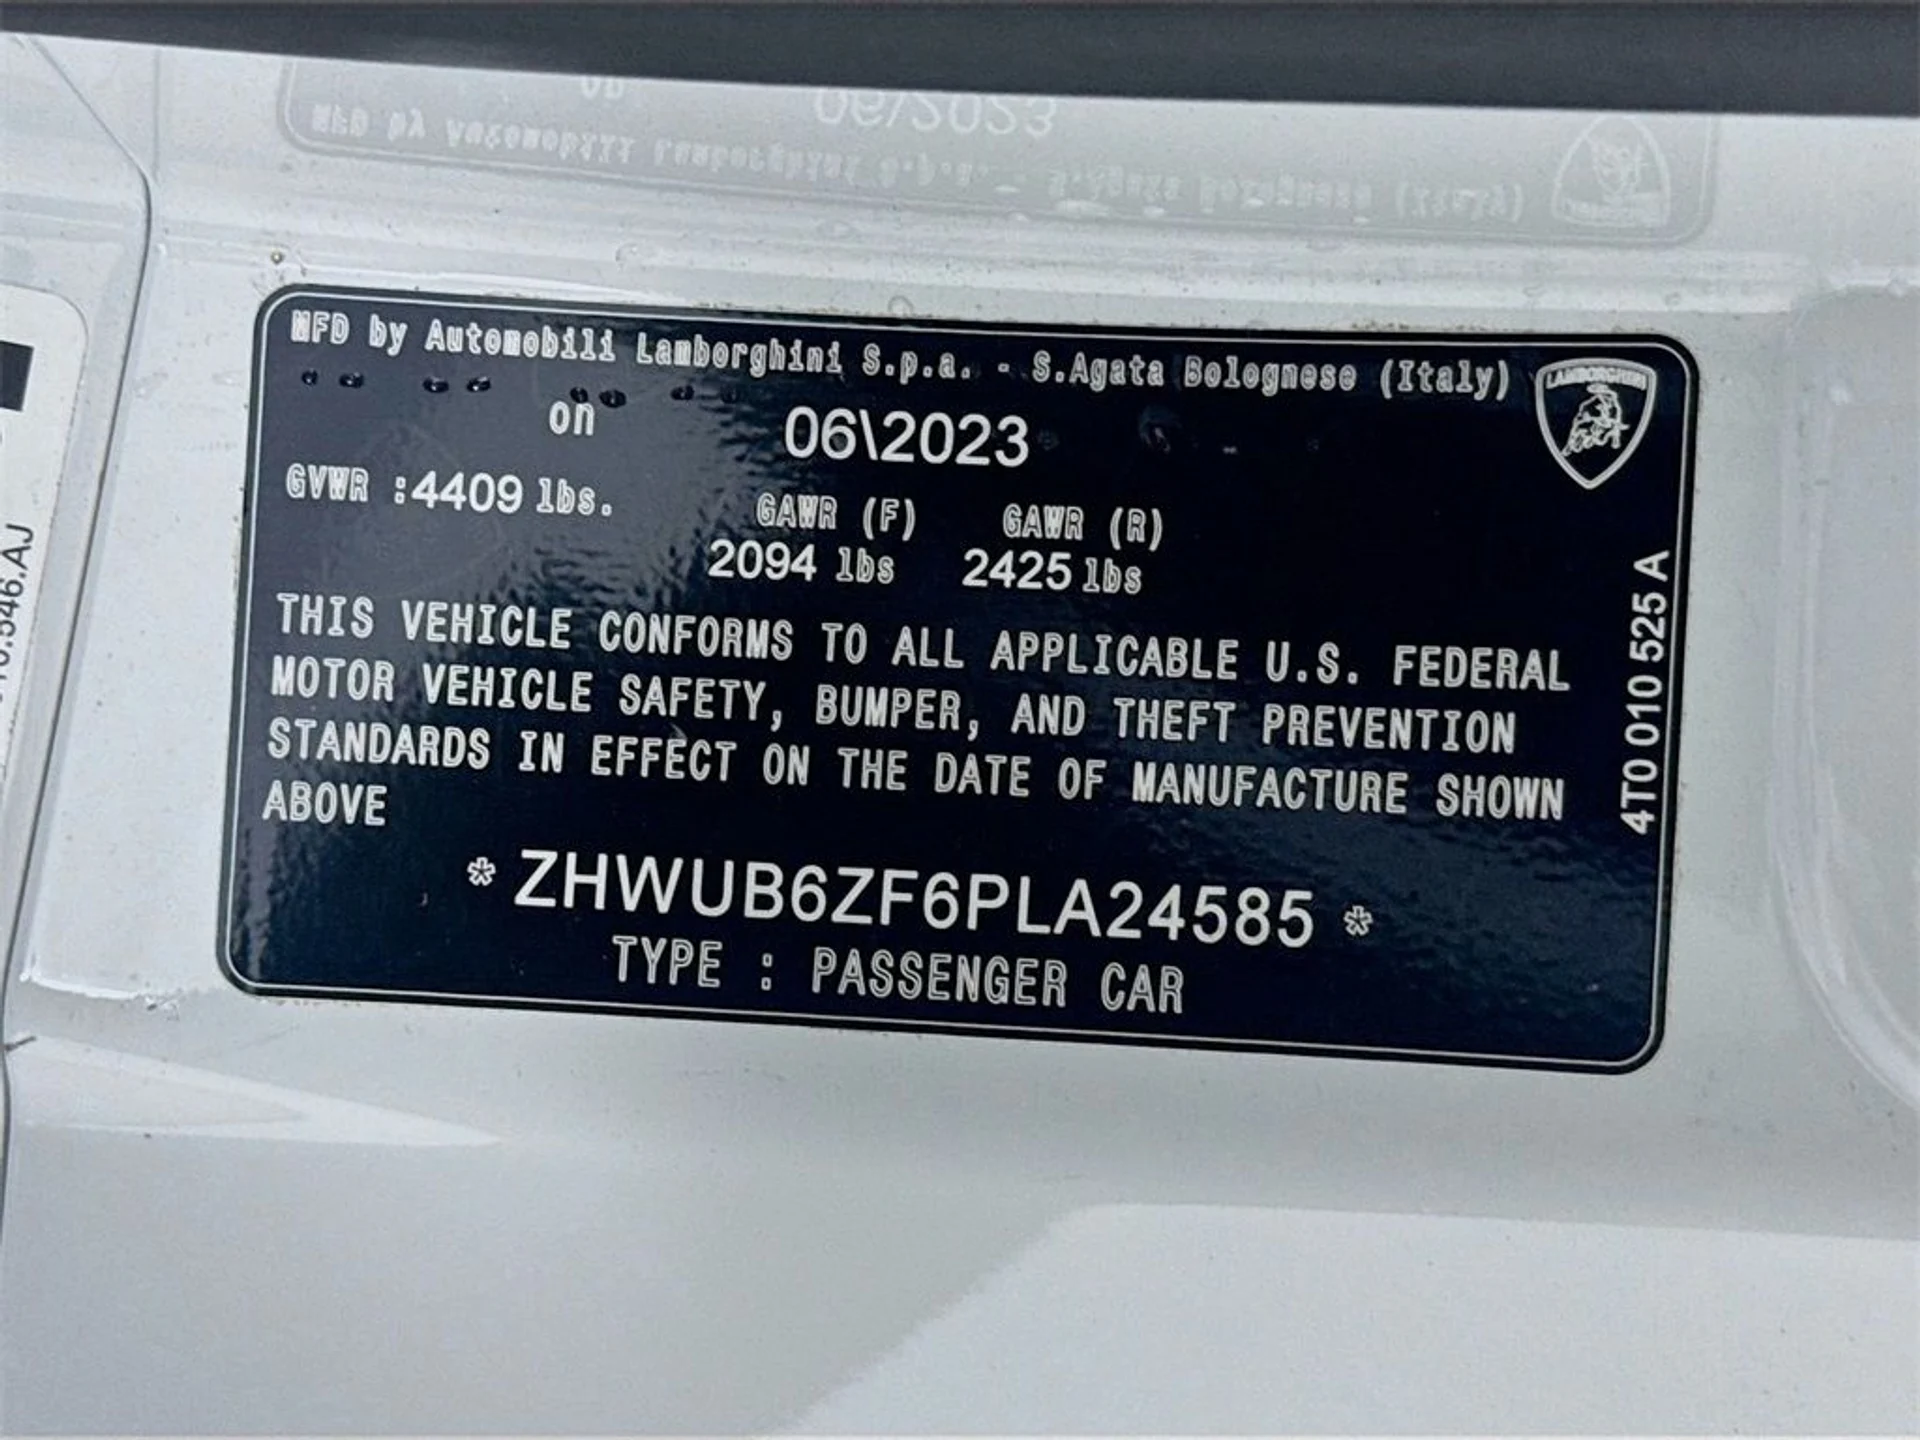 MFD by Automobili Lamborghini S.p.a. - S.Agata Bolognese (Italy)
LAMBORGHINI
on 06\2023
GVWR :4409 lbs.
GAWR (F) GAWR (R)
2094 lbs 2425 lbs
THIS VEHICLE CONFORMS TO ALL APPLICABLE U.S. FEDERAL
MOTOR VEHICLE SAFETY, BUMPER, AND THEFT PREVENTION
STANDARDS IN EFFECT ON THE DATE OF MANUFACTURE SHOWN
ABOVE
* ZHWUB6ZF6PLA24585 *
TYPE : PASSENGER CAR
4T0 010 525 A